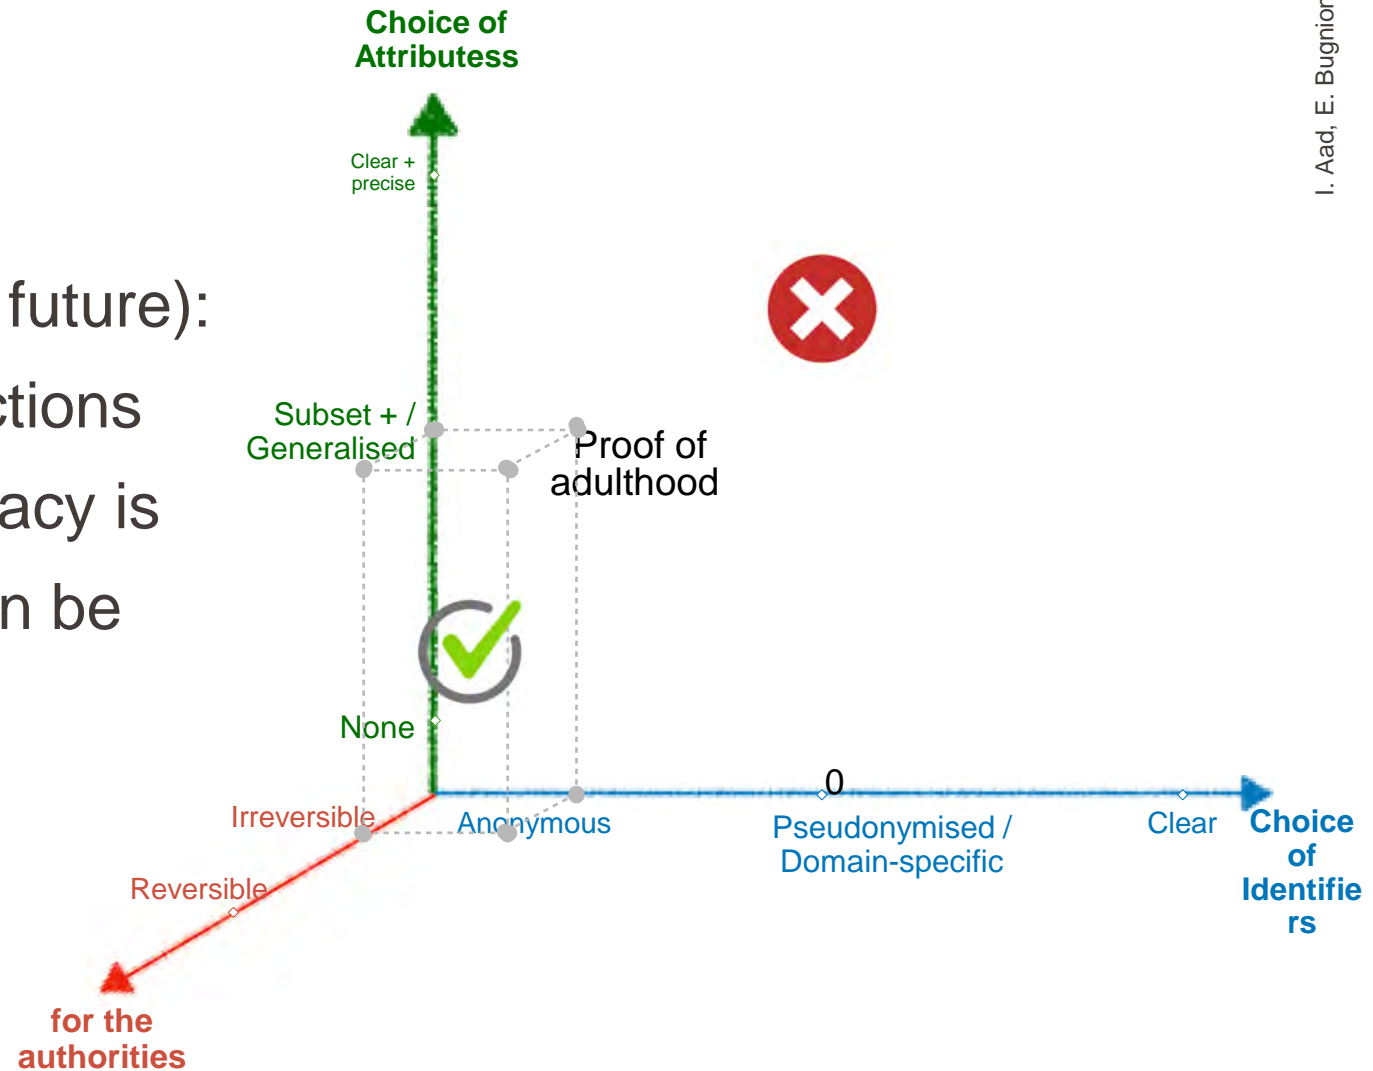 Choice of
Attributess
I. Aad, E. Bugnion
Clear +
precise
future):
ctions
acy is
n be
Subset + /
Generalised
Proof of
adulthood
None
0
Irreversible
Anonymous
Pseudonymised /
Domain-specific
Clear
Choice
of
Identifie
rs
Reversible
for the
authorities